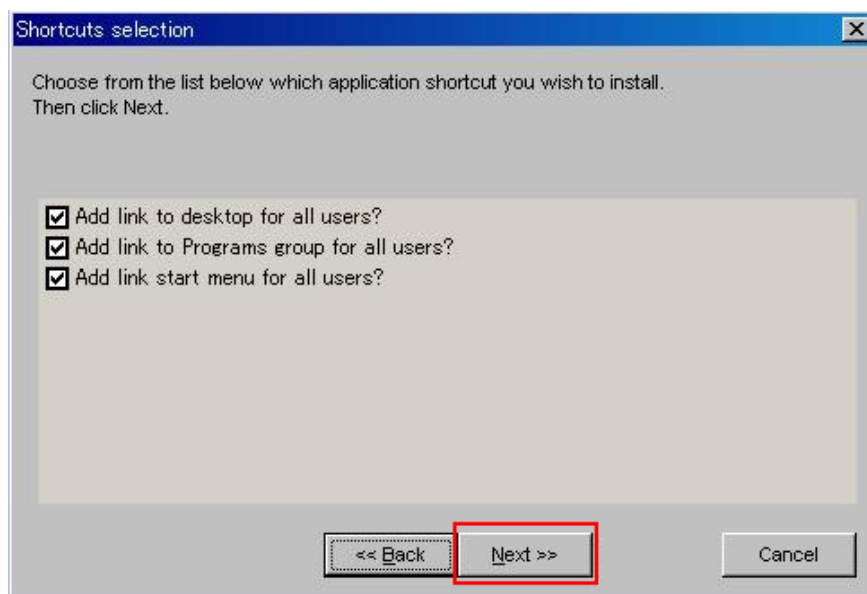 Shortcuts selection
Choose from the list below which application shortcut you wish to install.
Then click Next.
Add link to desktop for all users?
Add link to Programs group for all users?
Add link start menu for all users?
<< Back
Next >>
Cancel